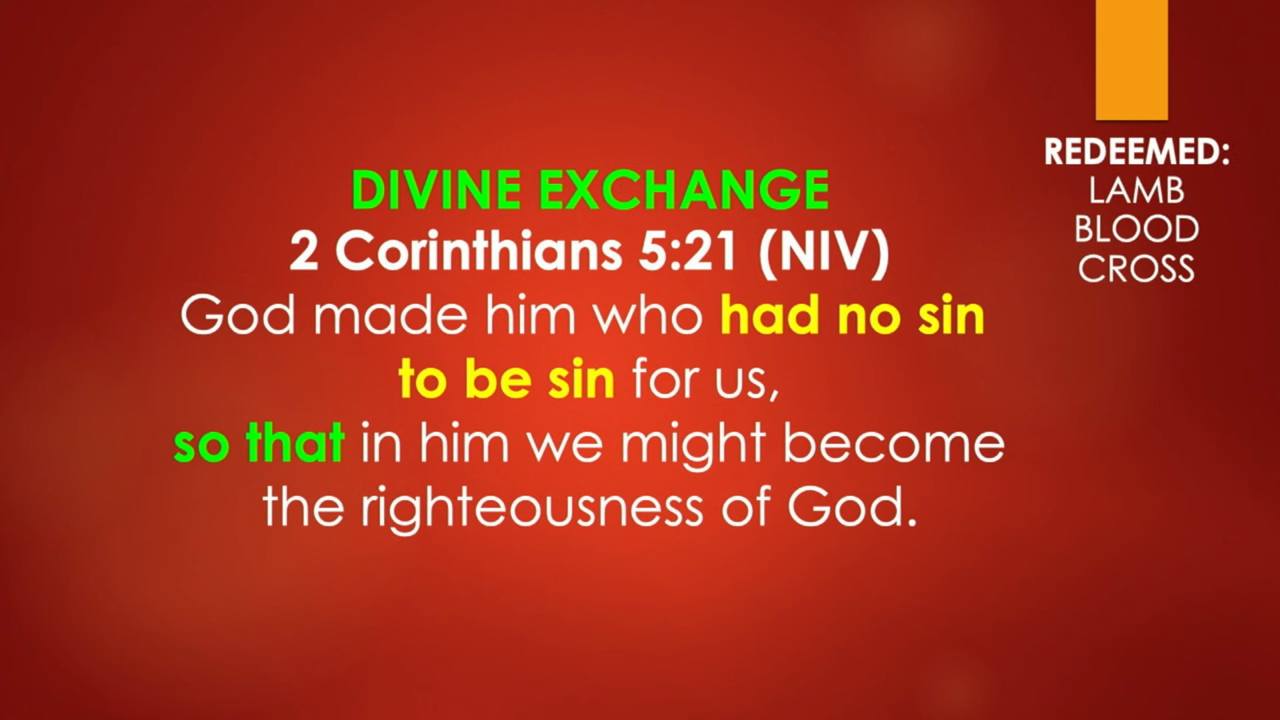 DIVINE EXCHANGE
2 Corinthians 5:21 (NIV)
God made him who had no sin
to be sin for us,
so that in him we might become
the righteousness of God.
REDEEMED:
LAMB
BLOOD
CROSS